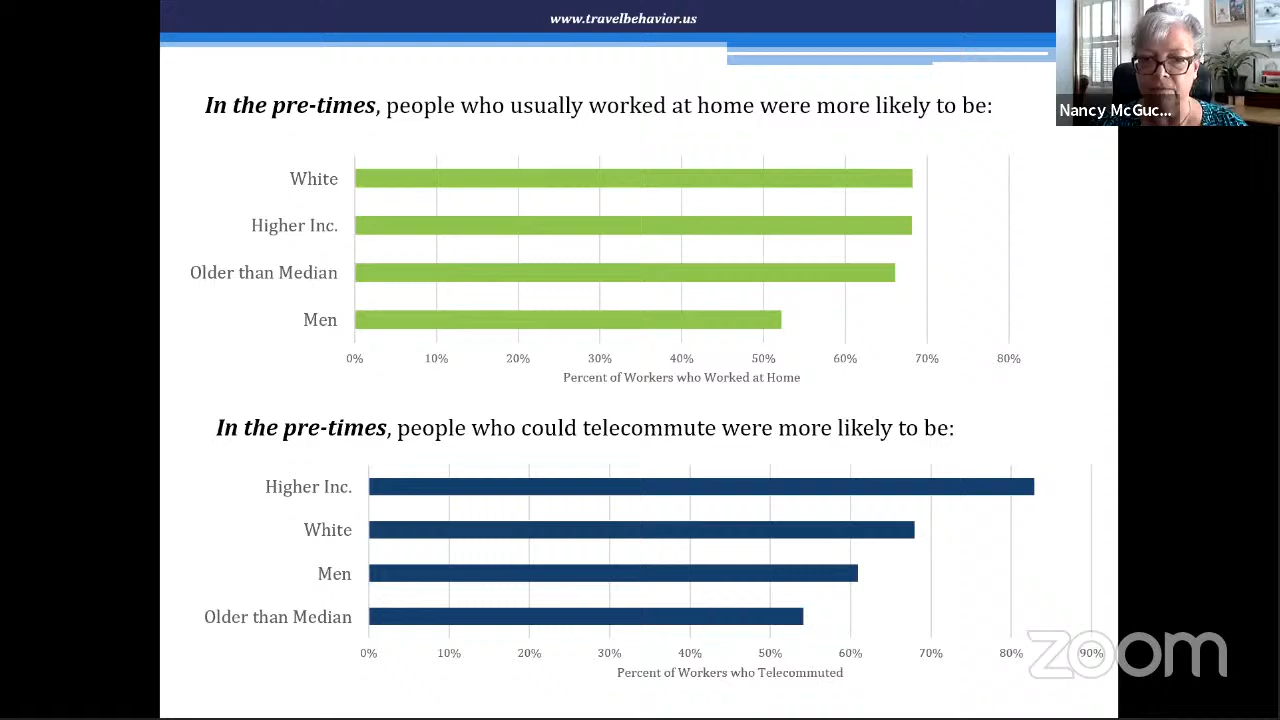 www.travelbehavior.us
Nancy McGuc...
In the pre-times, people who usually worked at home were more likely to be:
White
Higher Inc.
Older than Median
Men
0% 10% 20% 30% 40% 50% 60% 70% 80%
Percent of Workers who Worked at Home
In the pre-times, people who could telecommute were more likely to be:
Higher Inc.
White
Men
Older than Median
0% 10% 20% 30% 40% 50% 60% 70% 80% 90%
Percent of Workers who Telecommuted
zoom